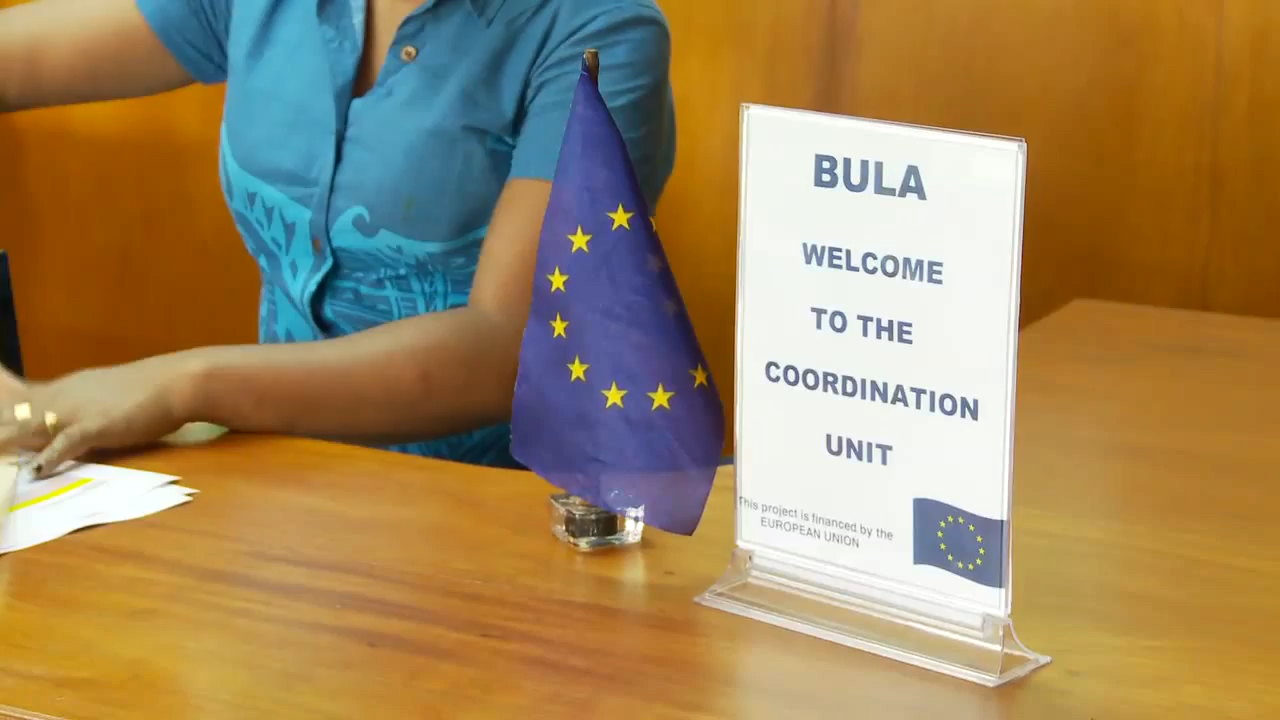 BULA
WELCOME
TO THE
COORDINATION
UNIT
This project is financed by the
EUROPEAN UNION